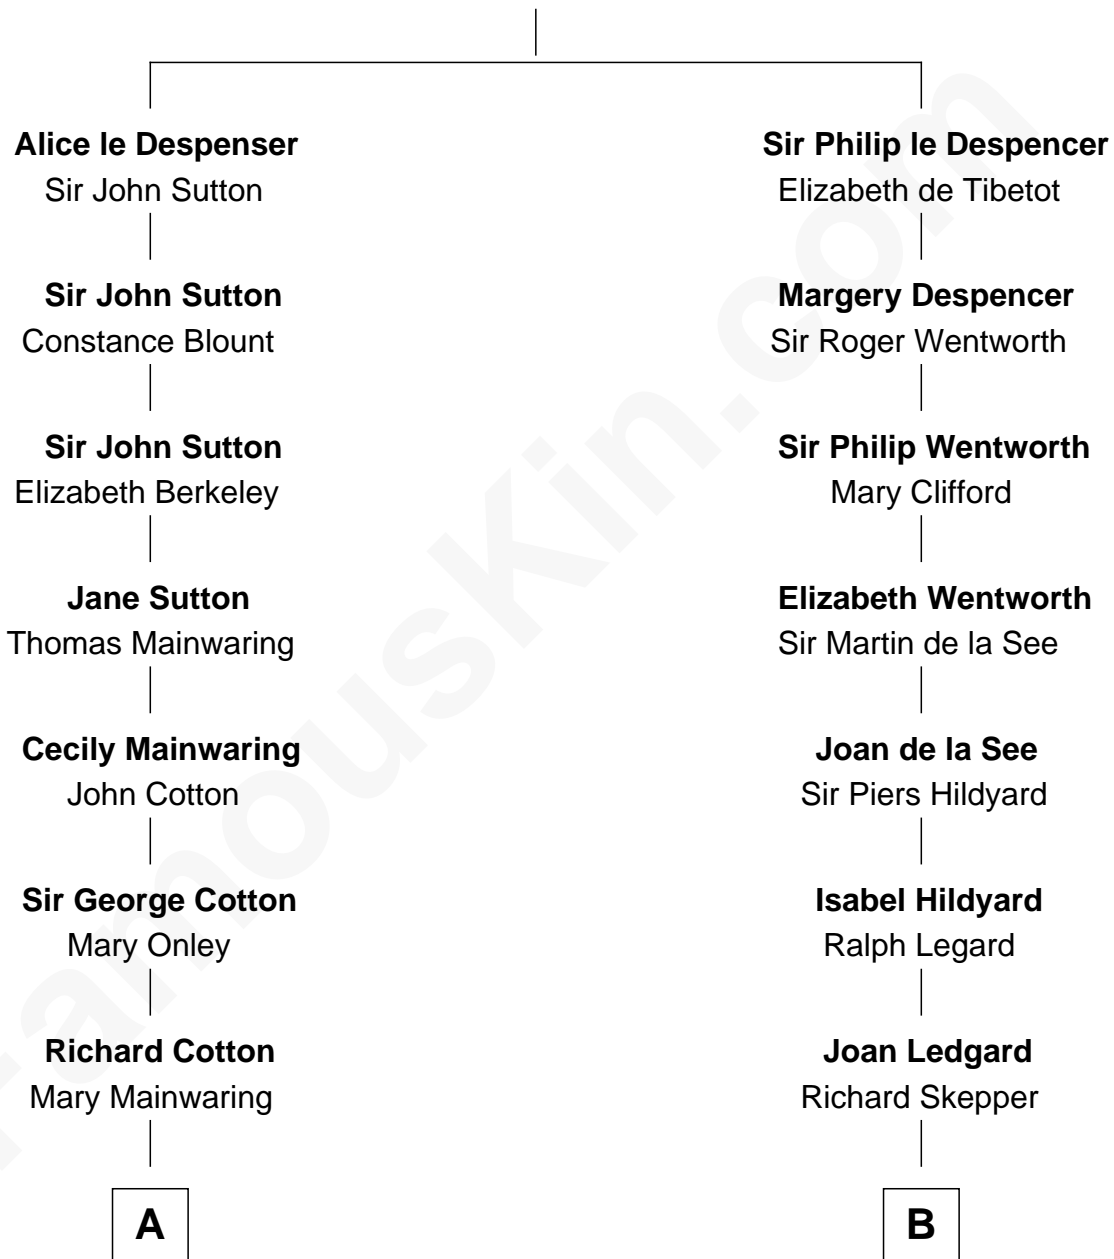 Alice le Despenser
Sir John Sutton
Sir John Sutton
Constance Blount
Sir John Sutton
Elizabeth Berkeley
Jane Sutton
Thomas Mainwaring
Cecily Mainwaring
John Cotton
Sir George Cotton
Mary Onley
Richard Cotton
Mary Mainwaring
A
Sir Philip le Despencer
Elizabeth de Tibetot
Margery Despencer
Sir Roger Wentworth
Sir Philip Wentworth
Mary Clifford
Elizabeth Wentworth
Sir Martin de la See
Joan de la See
Sir Piers Hildyard
Isabel Hildyard
Ralph Legard
Joan Ledgard
Richard Skepper
B
FamousKin.com